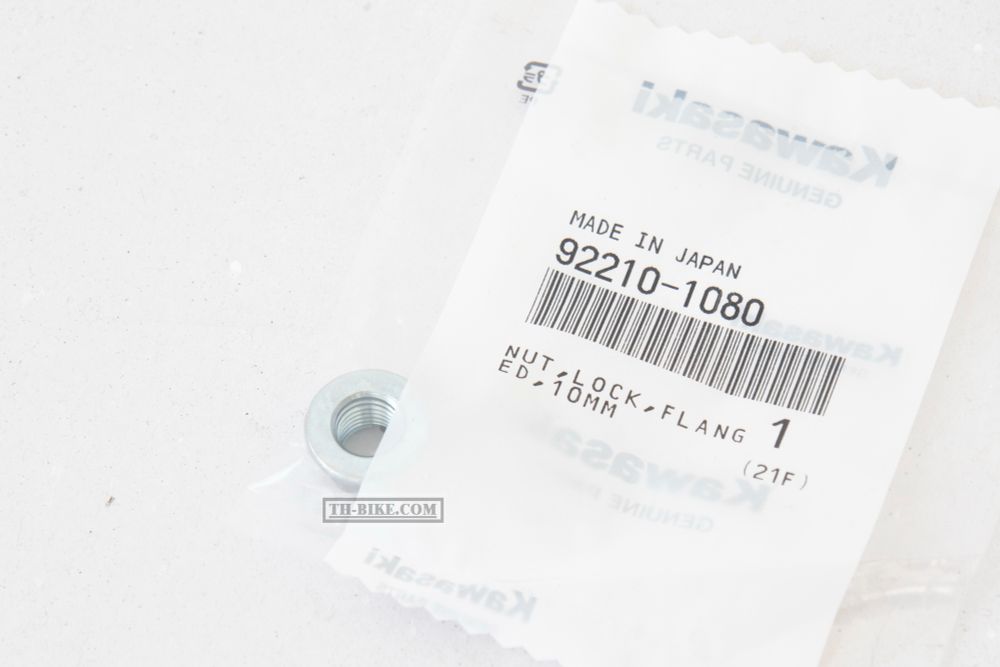 Kawasaki
GENUINE PARTS
MADE IN JAPAN
92210-1080
Kawasaki
NUT,LOCK,FLANG
ED,10MM
1
(21F)
Kawasaki
GENUINE
TH-BIKE.COM
Kawasaki